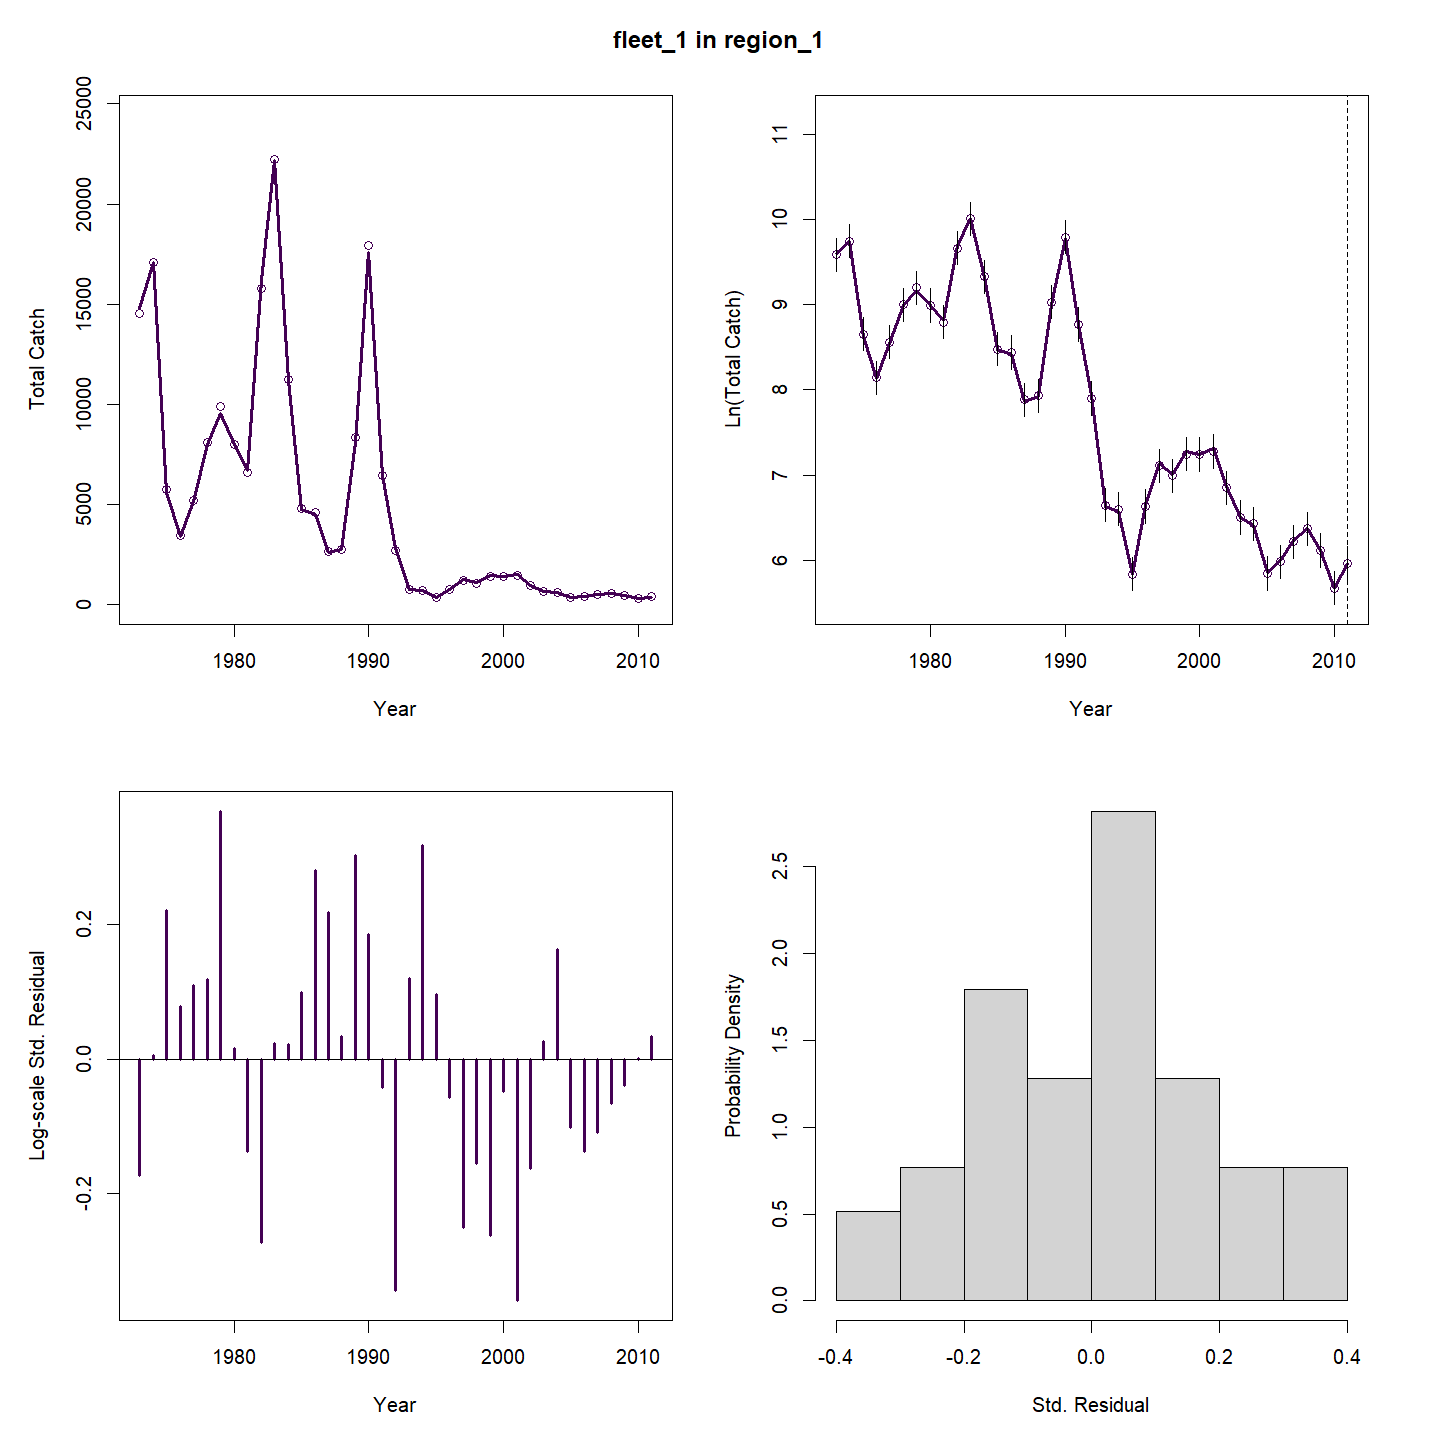 fleet_1 in region_1
Total Catch
25000
20000
15000
10000
5000
0
1980 1990 2000 2010
Year
Ln(Total Catch)
11
10
9
8
7
6
1980 1990 2000 2010
Year
Log-scale Std. Residual
0.2
0.0
-0.2
1980 1990 2000 2010
Year
Probability Density
2.5
2.0
1.5
1.0
0.5
0.0
-0.4 -0.2 0.0 0.2 0.4
Std. Residual